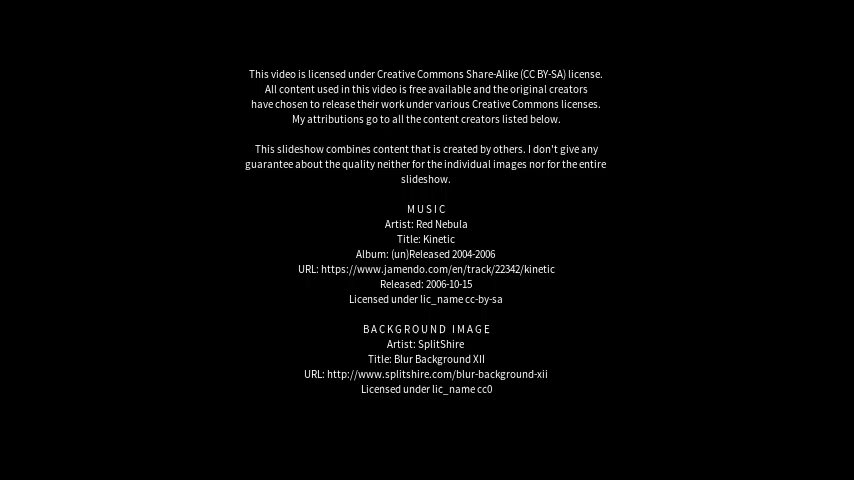 This video is licensed under Creative Commons Share-Alike (CC BY-SA) license.
All content used in this video is free available and the original creators
have chosen to release their work under various Creative Commons licenses.
My attributions go to all the content creators listed below.
This slideshow combines content that is created by others. I don't give any
guarantee about the quality neither for the individual images nor for the entire
slideshow.
MUSIC
Artist: Red Nebula
Title: Kinetic
Album: (un)Released 2004-2006
URL: https://www.jamendo.com/en/track/22342/kinetic
Released: 2006-10-15
Licensed under lic_name cc-by-sa
BACKGROUND IMAGE
Artist: SplitShire
Title: Blur Background XII
URL: http://www.splitshire.com/blur-background-xii
Licensed under lic_name cc0